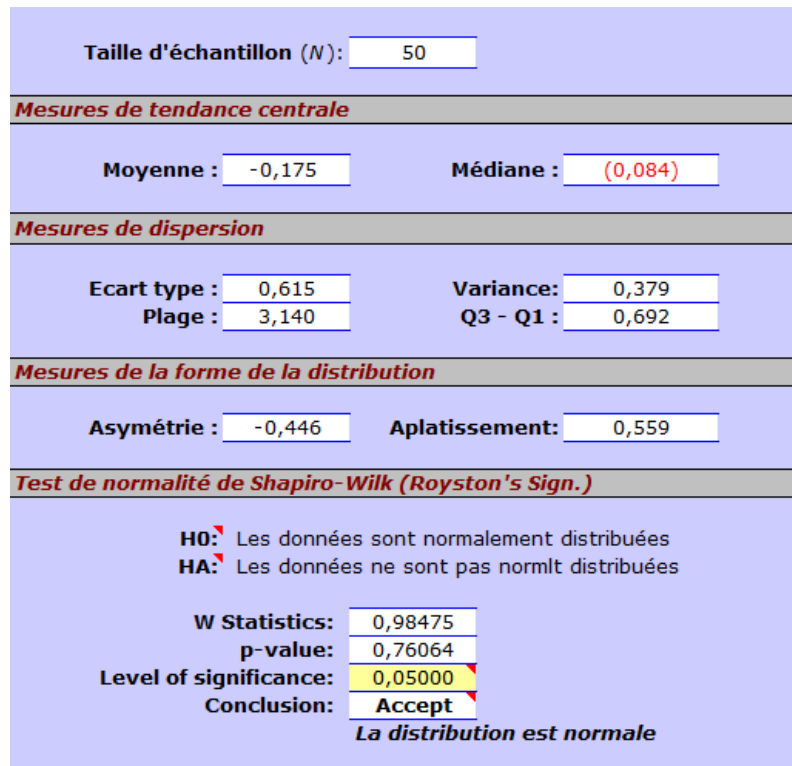 Taille d'échantillon (N): 50
Mesures de tendance centrale
Moyenne : -0,175 Médiane : (0,084)
Mesures de dispersion
Ecart type : 0,615 Variance: 0,379
Plage : 3,140 Q3 - Q1 : 0,692
Mesures de la forme de la distribution
Asymétrie : -0,446 Aplatissement: 0,559
Test de normalité de Shapiro-Wilk (Royston's Sign.)
H0: Les données sont normalement distribuées
HA: Les données ne sont pas normlt distribuées
W Statistics: 0,98475
p-value: 0,76064
Level of significance: 0,05000
Conclusion: Accept
La distribution est normale